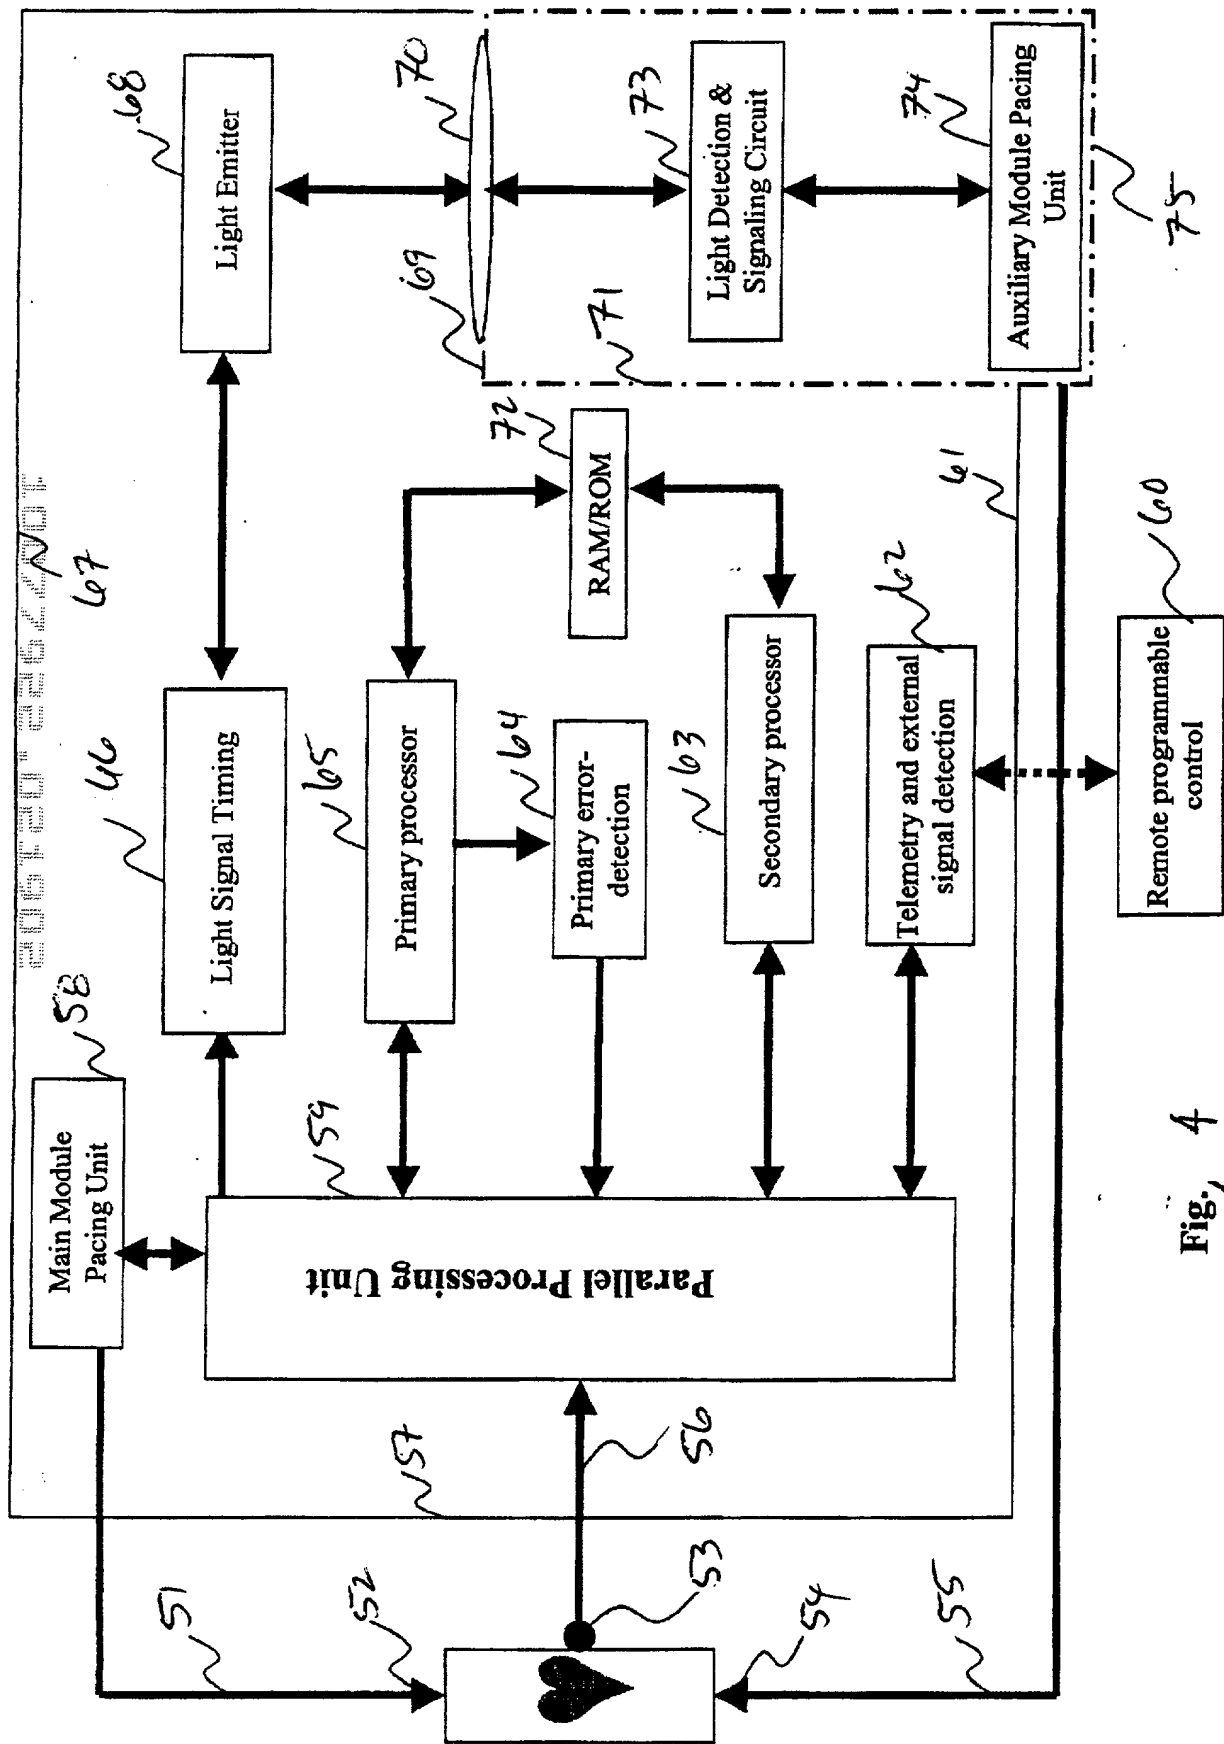 58
Main Module
Pacing Unit
46
Light Signal Timing
68
Light Emitter
67
51
52
57
59
Parallel Processing Unit
65
Primary processor
64
Primary error-
detection
63
Secondary processor
62
Telemetry and external
signal detection
72
RAM/ROM
69
70
71
73
Light Detection &
Signaling Circuit
74
Auxiliary Module Pacing
Unit
75
53
56
54
55
61
60
Remote programmable
control
Fig. 4